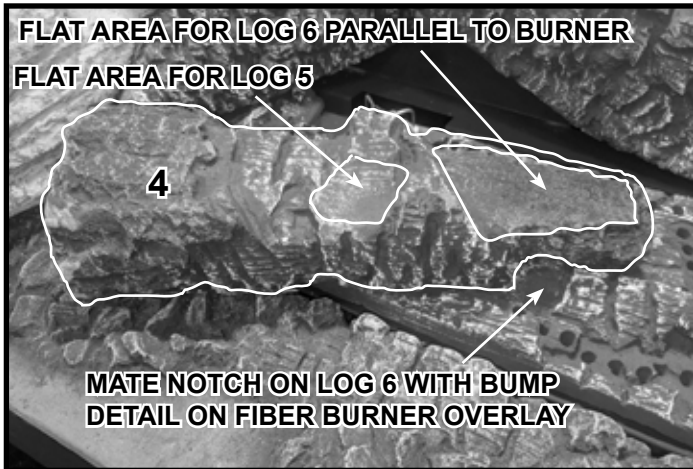 FLAT AREA FOR LOG 6 PARALLEL TO BURNER
FLAT AREA FOR LOG 5
4
MATE NOTCH ON LOG 6 WITH BUMP
DETAIL ON FIBER BURNER OVERLAY